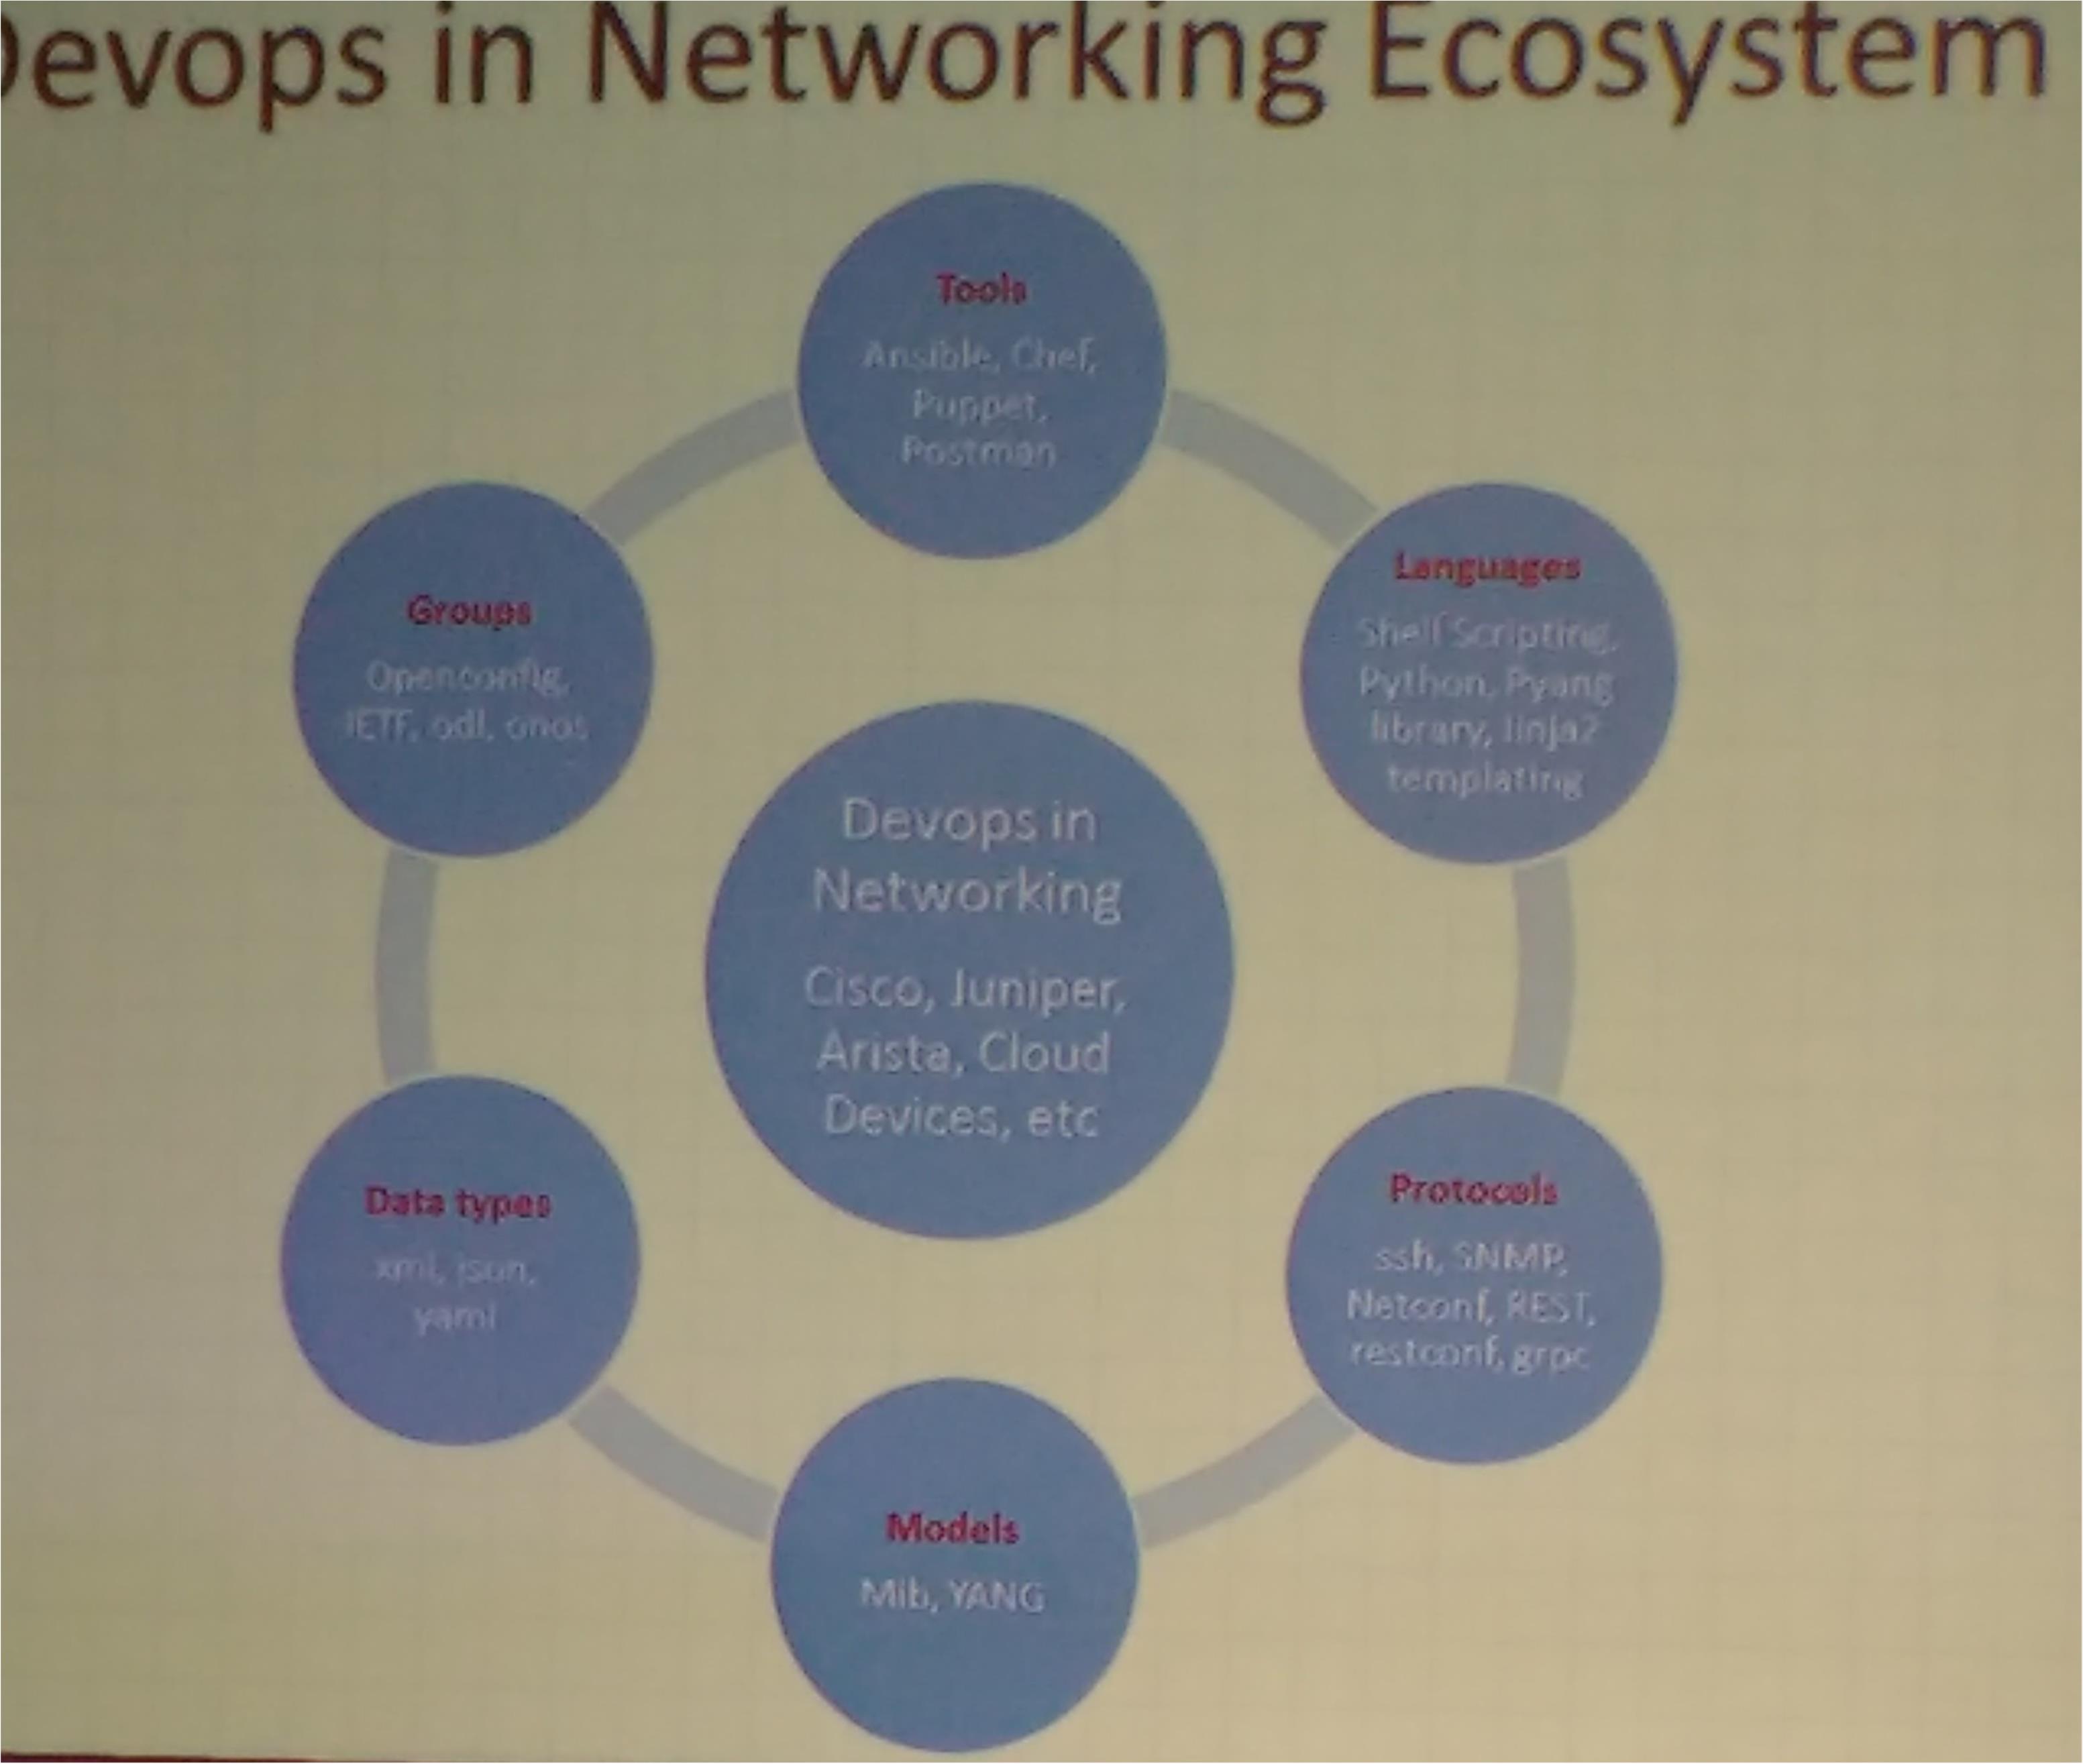 Devops in Networking Ecosystem
Tools
Ansible, Chef,
Puppet,
Postman
Languages
Shell Scripting,
Python, Pyang
library, Jinja2
templating
Groups
Openconfig,
IETF, odl, onos
Devops in
Networking
Cisco, Juniper,
Arista, Cloud
Devices, etc
Protocols
ssh, SNMP,
Netconf, REST,
restconf, grpc
Data types
xml, json,
yaml
Models
Mib, YANG